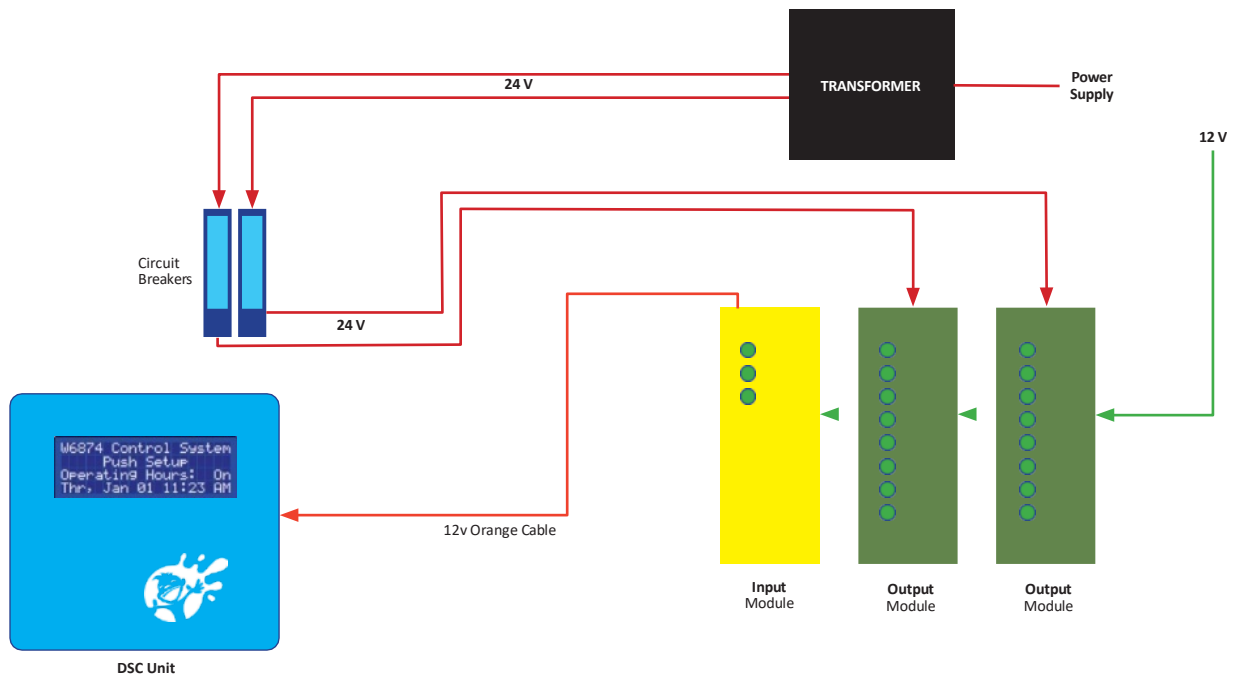 TRANSFORMER
Power
Supply
24 V
12 V
Circuit
Breakers
24 V
W6874 Control System
Push Setup
Operating Hours: On
Thr, Jan 01 11:23 AM
12v Orange Cable
Input
Module
Output
Module
Output
Module
DSC Unit